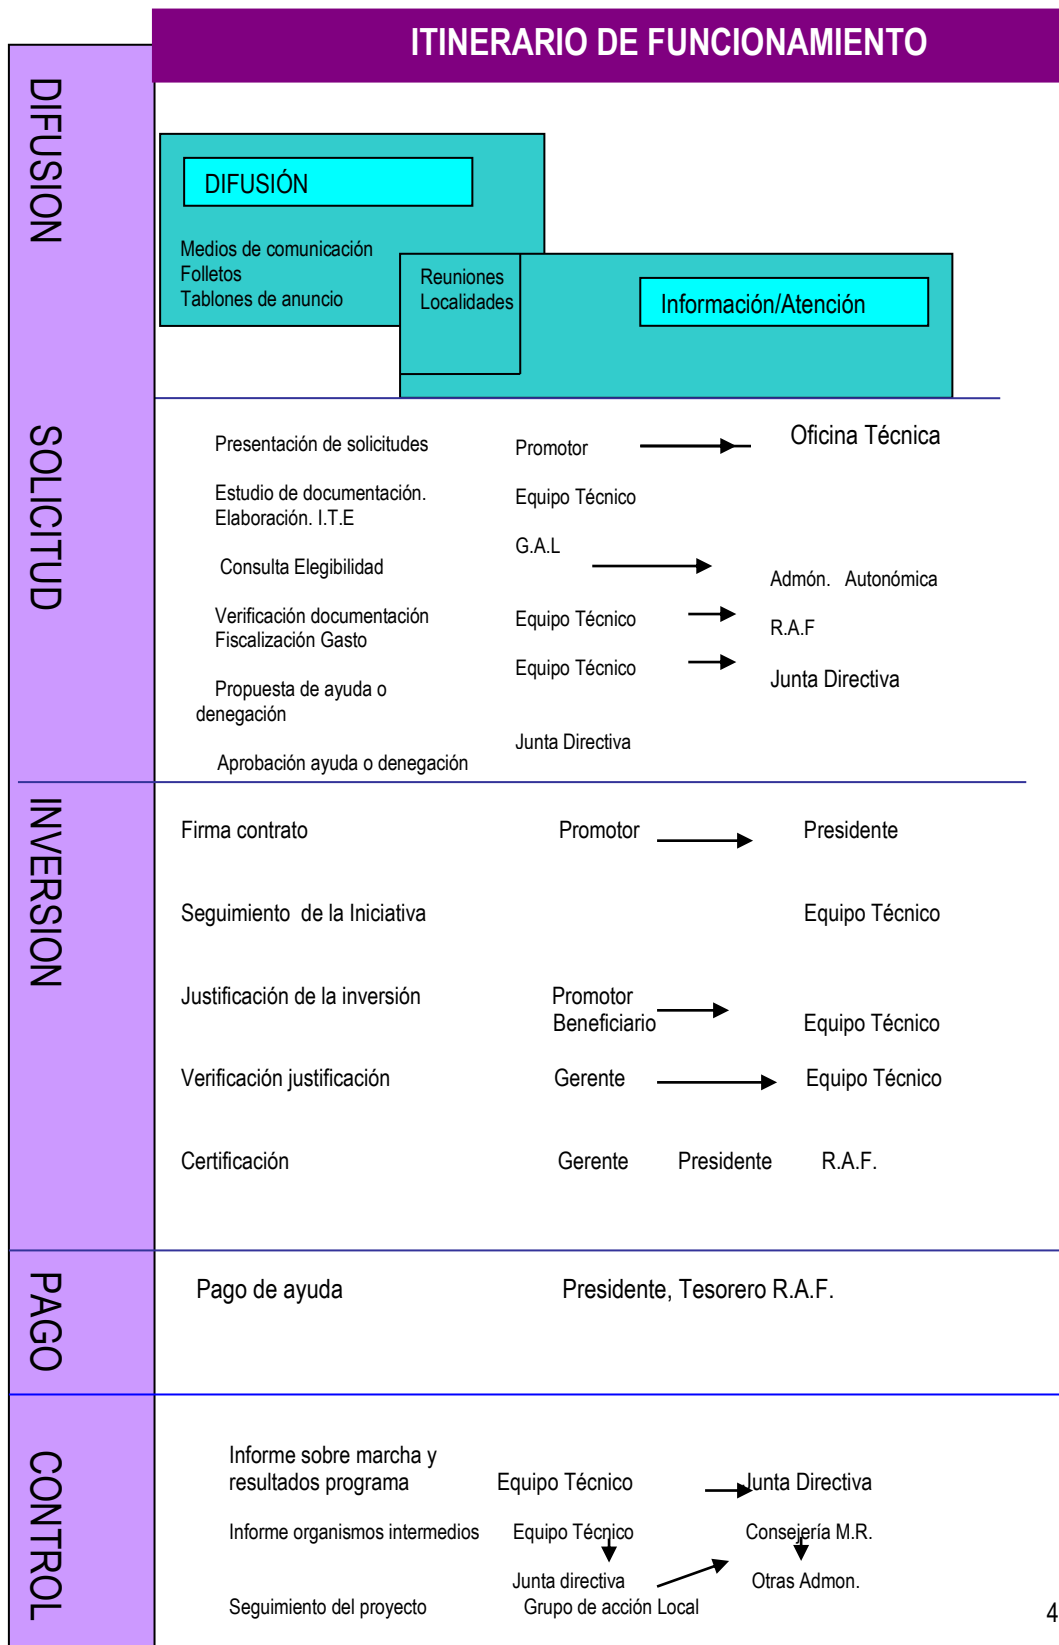 ITINERARIO DE FUNCIONAMIENTO
DIFUSION
DIFUSIÓN
Medios de comunicación
Folletos
Tablones de anuncio
Reuniones
Localidades
Información/Atención
SOLICITUD
Presentación de solicitudes
Promotor
Oficina Técnica
Estudio de documentación.
Elaboración. I.T.E
Equipo Técnico
G.A.L
Consulta Elegibilidad
Admón. Autonómica
Verificación documentación
Fiscalización Gasto
Equipo Técnico
R.A.F
Equipo Técnico
Junta Directiva
Propuesta de ayuda o
denegación
Junta Directiva
Aprobación ayuda o denegación
INVERSION
Firma contrato
Promotor
Presidente
Seguimiento de la Iniciativa
Equipo Técnico
Justificación de la inversión
Promotor
Beneficiario
Equipo Técnico
Verificación justificación
Gerente
Equipo Técnico
Certificación
Gerente
Presidente
R.A.F.
PAGO
Pago de ayuda
Presidente, Tesorero R.A.F.
CONTROL
Informe sobre marcha y
resultados programa
Equipo Técnico
Junta Directiva
Informe organismos intermedios
Equipo Técnico
Consejería M.R.
Junta directiva
Otras Admon.
Seguimiento del proyecto
Grupo de acción Local
4